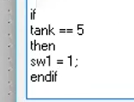 if
tank == 5
then
sw1 = 1;
endif